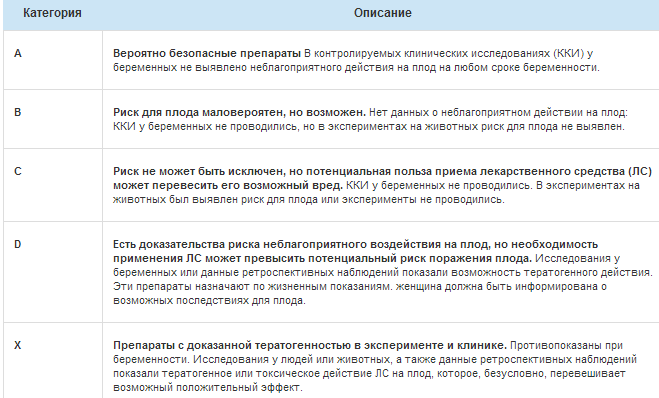 Категория Описание
A Вероятно безопасные препараты В контролируемых клинических исследованиях (ККИ) у
беременных не выявлено неблагоприятного действия на плод на любом сроке беременности.
B Риск для плода маловероятен, но возможен. Нет данных о неблагоприятном действии на плод:
ККИ у беременных не проводились, но в экспериментах на животных риск для плода не выявлен.
C Риск не может быть исключен, но потенциальная польза приема лекарственного средства (ЛС)
может перевесить его возможный вред. ККИ у беременных не проводились. В экспериментах на
животных был выявлен риск для плода или эксперименты не проводились.
D Есть доказательства риска неблагоприятного воздействия на плод, но необходимость
применения ЛС может превысить потенциальный риск поражения плода. Исследования у
беременных или данные ретроспективных наблюдений показали возможность тератогенного действия.
Эти препараты назначают по жизненным показаниям. женщина должна быть информирована о
возможных последствиях для плода.
X Препараты с доказанной тератогенностью в эксперименте и клинике. Противопоказаны при
беременности. Исследования у людей или животных, а также данные ретроспективных наблюдений
показали тератогенное или токсическое действие ЛС на плод, которое, безусловно, перевешивает
возможный положительный эффект.